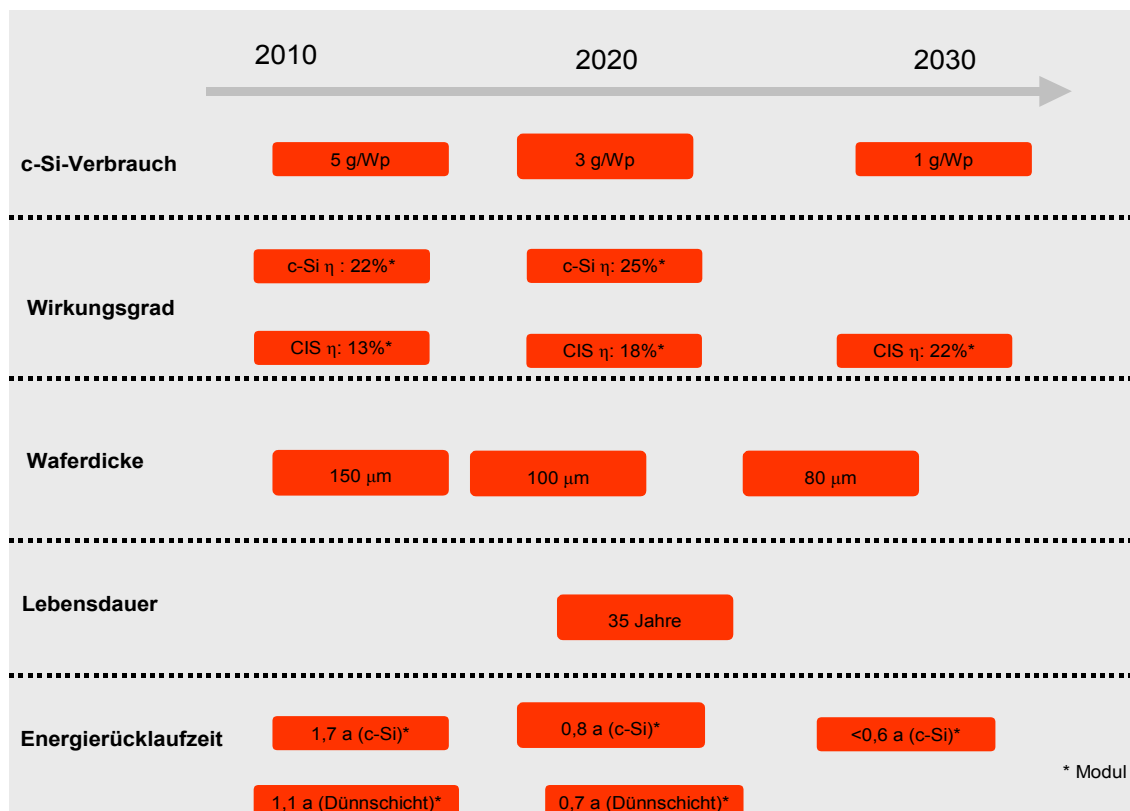 2010
2020
2030
c-Si-Verbrauch
5 g/Wp
3 g/Wp
1 g/Wp
Wirkungsgrad
c-Si η : 22%*
c-Si η: 25%*
CIS η: 13%*
CIS η: 18%*
CIS η: 22%*
Waferdicke
150 μm
100 μm
80 μm
Lebensdauer
35 Jahre
Energierücklaufzeit
1,7 a (c-Si)*
0,8 a (c-Si)*
<0,6 a (c-Si)*
* Modul
1,1 a (Dünnschicht)*
0,7 a (Dünnschicht)*